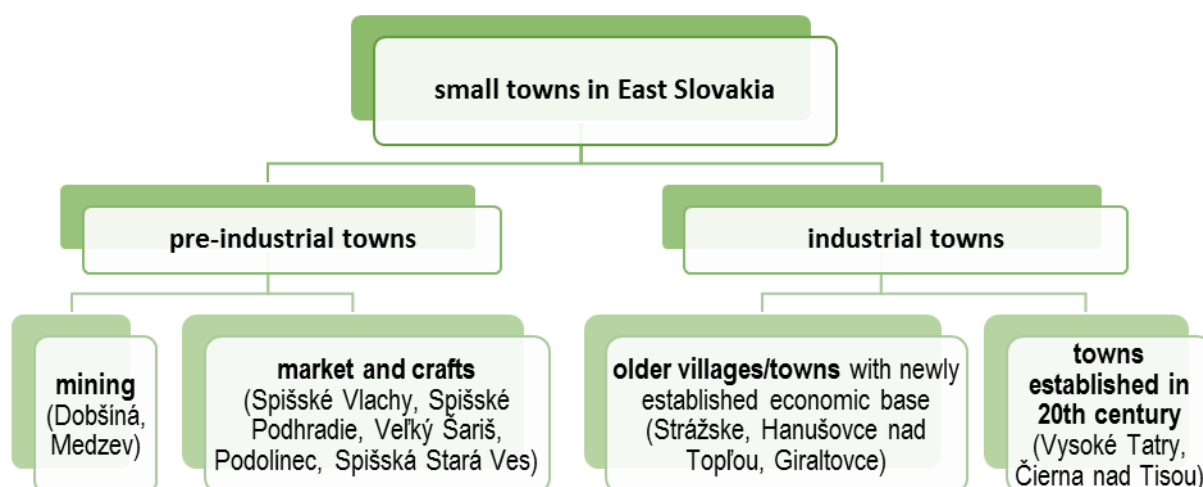 small towns in East Slovakia
pre-industrial towns
industrial towns
mining
(Dobšiná,
Medzev)
market and crafts
(Spišské Vlachy, Spišské
Podhradie, Veľký Šariš,
Podolínec, Spišská Stará Ves)
older villages/towns with newly
established economic base
(Strážske, Hanušovce nad
Topľou, Giraltovce)
towns
established in
20th century
(Vysoké Tatry,
Čierna nad Tisou)